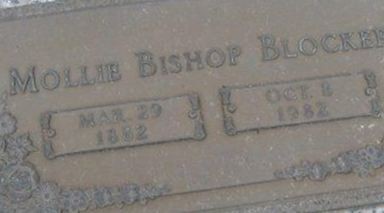 MOLLIE BISHOP BLOCKER
MAR. 29
1882
OCT. 8
1982